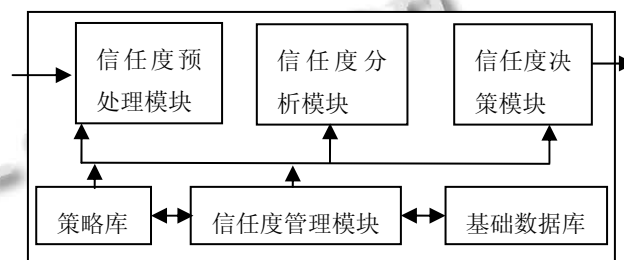 信任度预
处理模块
信任度分
析模块
信任度决
策模块
策略库
信任度管理模块
基础数据库